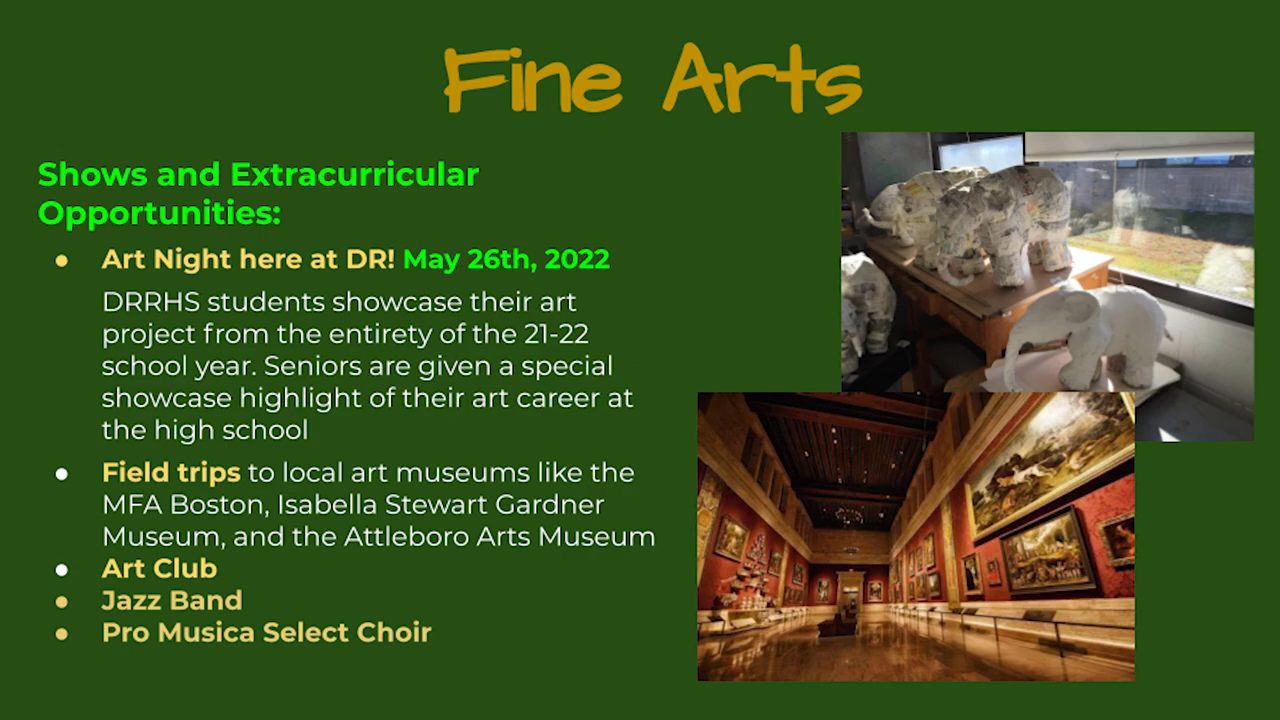 Fine Arts
Shows and Extracurricular
Opportunities:
● Art Night here at DR! May 26th, 2022
DRRHS students showcase their art
project from the entirety of the 21-22
school year. Seniors are given a special
showcase highlight of their art career at
the high school
● Field trips to local art museums like the
MFA Boston, Isabella Stewart Gardner
Museum, and the Attleboro Arts Museum
● Art Club
● Jazz Band
● Pro Musica Select Choir